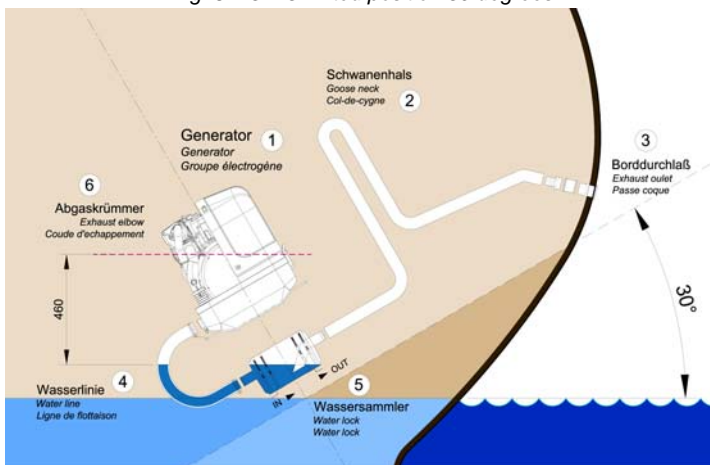 Schwanenhals
Goose neck
Col-de-cygne
2
Generator
Generator
Groupe électrogéne
1
3
Borddurchlaß
Exhaust oulet
Passe coque
6
Abgaskrümmer
Exhaust elbow
Coude d'echappement
460
30°
Wasserlinie
Water line
Ligne de flottaison
4
IN
OUT
5
Wassersammler
Water lock
Water lock